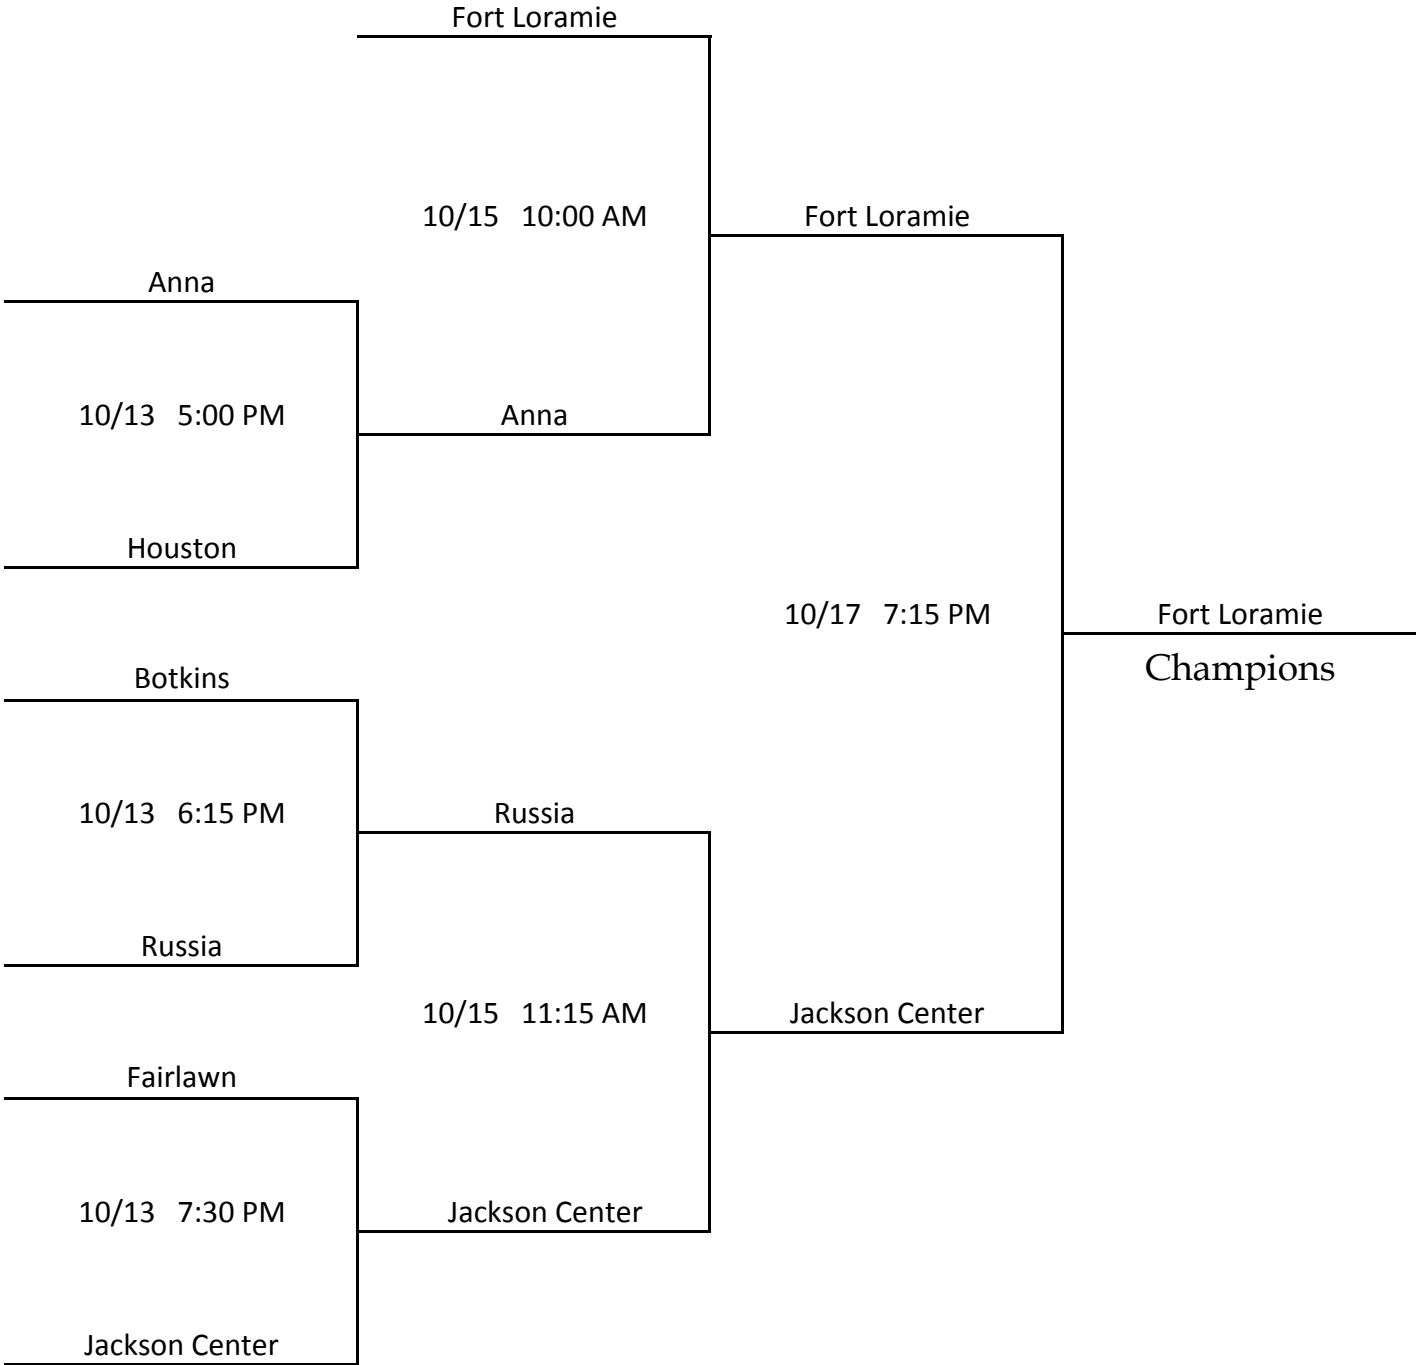 Fort Loramie
10/15 10:00 AM
Fort Loramie
Anna
10/13 5:00 PM
Anna
Houston
10/17 7:15 PM
Fort Loramie
Champions
Botkins
10/13 6:15 PM
Russia
Russia
10/15 11:15 AM
Jackson Center
Fairlawn
10/13 7:30 PM
Jackson Center
Jackson Center